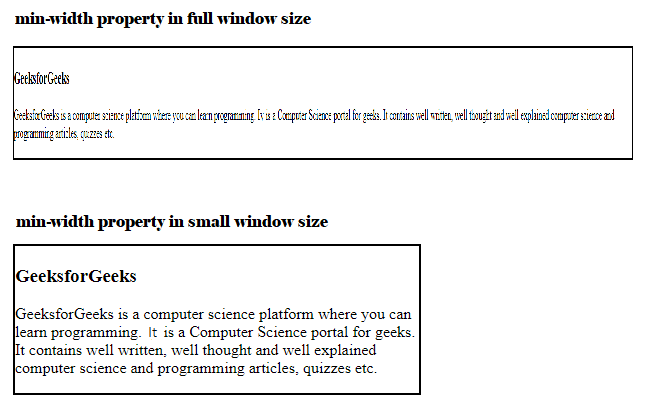 min-width property in full window size
GeeksforGeeks
GeeksforGeeks is a computer science platform where you can learn programming. It is a Computer Science portal for geeks. It contains well written, well thought and well explained computer science and
programming articles, quizzes etc.
min-width property in small window size
GeeksforGeeks
GeeksforGeeks is a computer science platform where you can
learn programming. It is a Computer Science portal for geeks.
It contains well written, well thought and well explained
computer science and programming articles, quizzes etc.